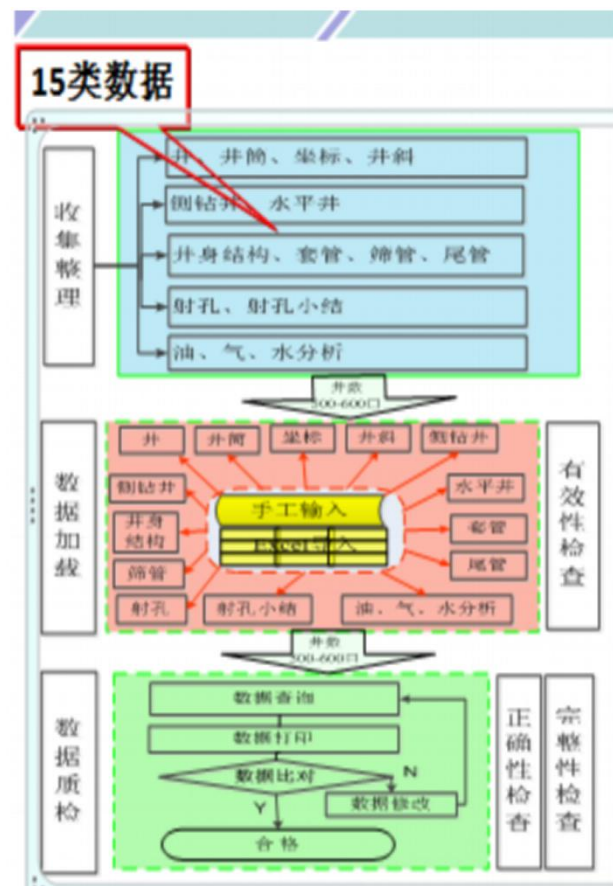 15类数据
收集整理
井、井筒、坐标、井斜
侧钻井、水平井
井身结构、套管、筛管、尾管
射孔、射孔小结
油、气、水分析
井数
500-600口
数据加载
井
井筒
坐标
井斜
侧钻井
侧钻井
水平井
井身
结构
套管
筛管
尾管
射孔
射孔小结
油、气、水分析
手工输入
Excel导入
有效性检查
井数
500-600口
数据质检
数据查询
数据打印
数据比对
N
Y
数据修改
合格
正确性检查
完整性检查